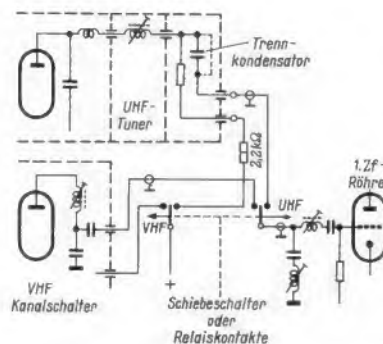 Trenn-
kondensator
UHF-
Tuner
2,2kΩ
1.Zf-
Röhre
VHF
UHF
VHF
Kanalschalter
+
Schiebeschalter
oder
Relaiskontakte